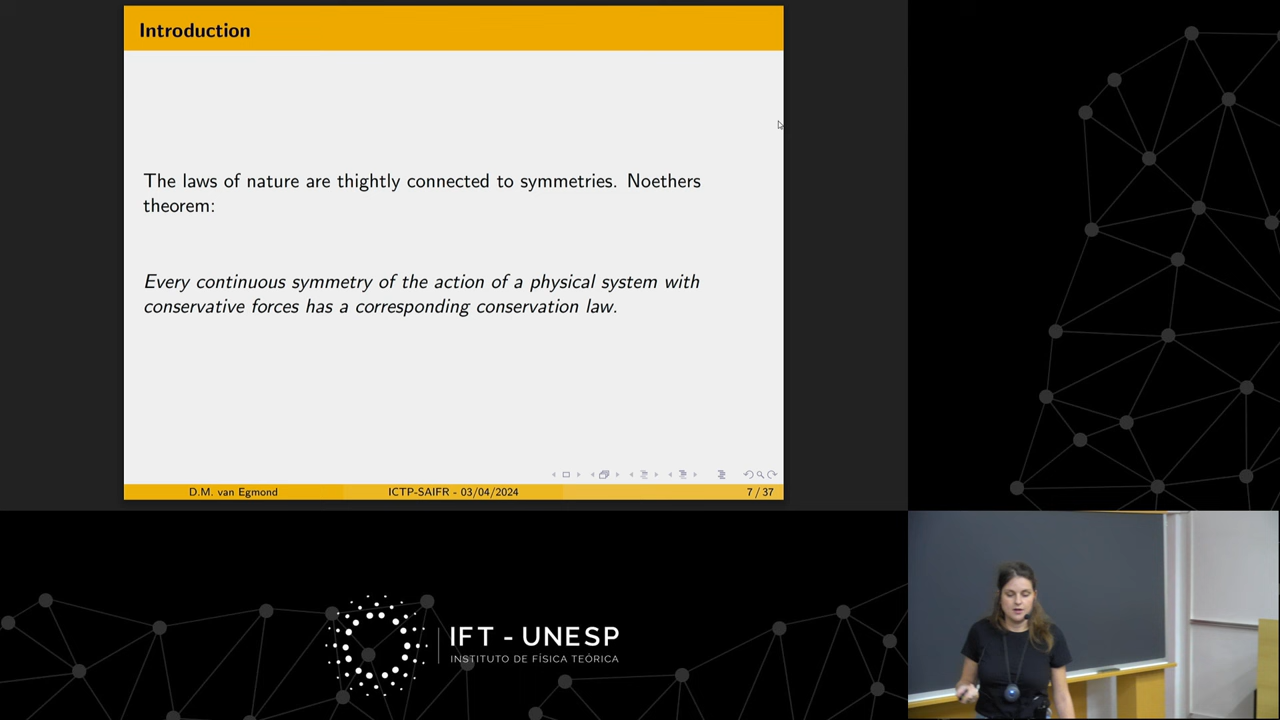 Introduction
The laws of nature are thightly connected to symmetries. Noethers
theorem:
Every continuous symmetry of the action of a physical system with
conservative forces has a corresponding conservation law.
D.M. van Egmond
ICTP-SAIFR - 03/04/2024
7 / 37
IFT - UNESP
INSTITUTO DE FÍSICA TEÓRICA